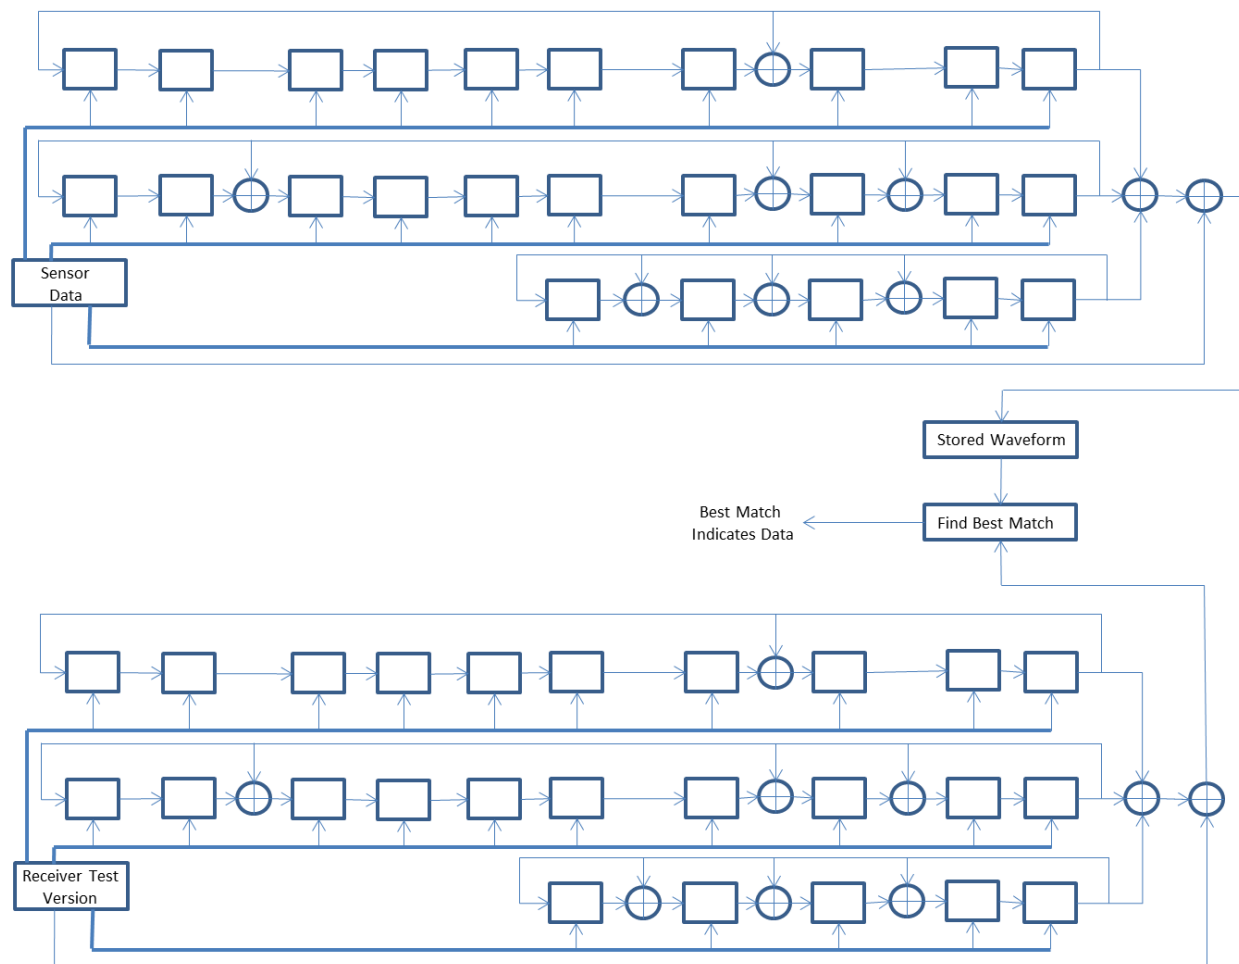 Sensor
Data
Stored Waveform
Best Match
Indicates Data
Find Best Match
Receiver Test
Version